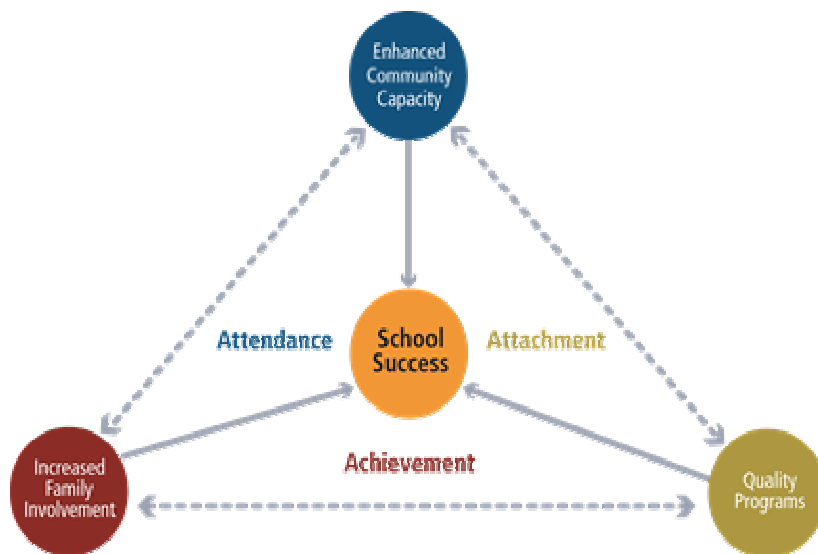 Enhanced
Community
Capacity
Attendance
School
Success
Attachment
Achievement
Increased
Family
Involvement
Quality
Programs